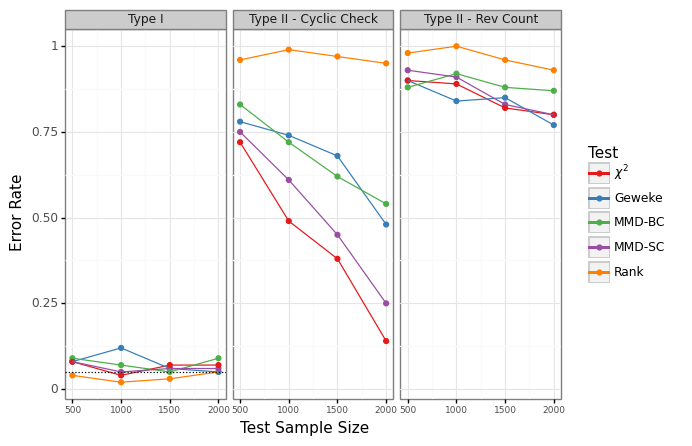 Type I Type II - Cyclic Check Type II - Rev Count
Error Rate
1
0.75
0.50
0.25
0
500 1000 1500 2000 500 1000 1500 2000 500 1000 1500 2000
Test Sample Size
Test
χ²
Geweke
MMD-BC
MMD-SC
Rank